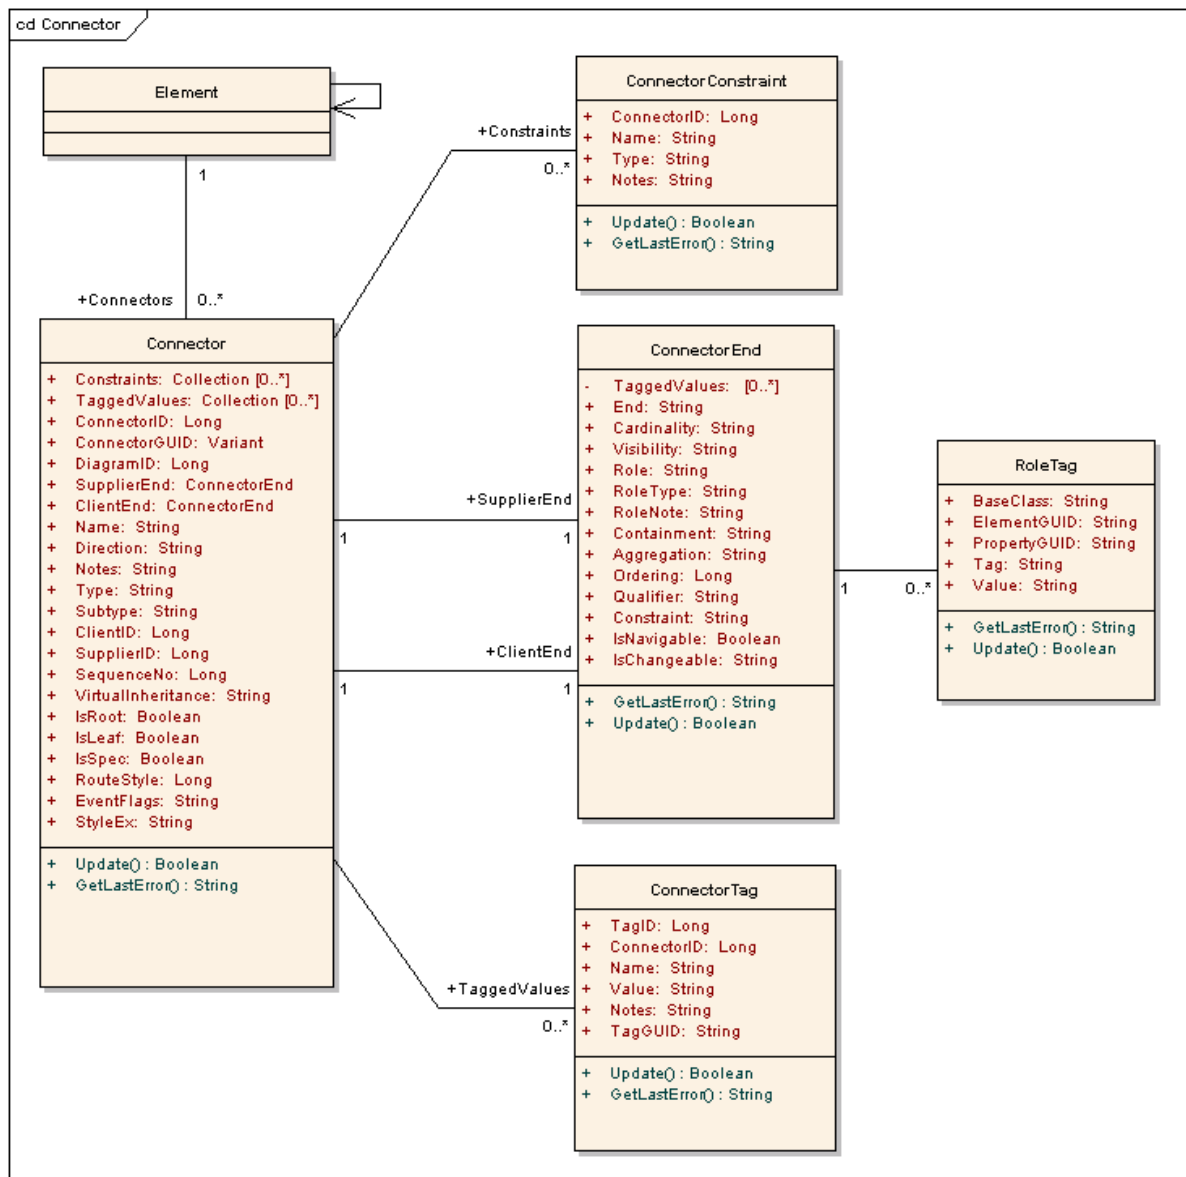 cd Connector
Element
1
+Connectors
0..*
Connector
+ Constraints: Collection [0..*]
+ TaggedValues: Collection [0..*]
+ ConnectorID: Long
+ ConnectorGUID: Variant
+ DiagramID: Long
+ SupplierEnd: ConnectorEnd
+ ClientEnd: ConnectorEnd
+ Name: String
+ Direction: String
+ Notes: String
+ Type: String
+ Subtype: String
+ ClientID: Long
+ SupplierID: Long
+ SequenceNo: Long
+ VirtualInheritance: String
+ IsRoot: Boolean
+ IsLeaf: Boolean
+ IsSpec: Boolean
+ RouteStyle: Long
+ EventFlags: String
+ StyleEx: String
+ Update() : Boolean
+ GetLastError() : String
+Constraints
0..*
ConnectorConstraint
+ ConnectorID: Long
+ Name: String
+ Type: String
+ Notes: String
+ Update() : Boolean
+ GetLastError() : String
+SupplierEnd
1
1
+ClientEnd
1
1
ConnectorEnd
- TaggedValues: [0..*]
+ End: String
+ Cardinality: String
+ Visibility: String
+ Role: String
+ RoleType: String
+ RoleNote: String
+ Containment: String
+ Aggregation: String
+ Ordering: Long
+ Qualifier: String
+ Constraint: String
+ IsNavigable: Boolean
+ IsChangeable: String
+ GetLastError() : String
+ Update() : Boolean
1
0..*
RoleTag
+ BaseClass: String
+ ElementGUID: String
+ PropertyGUID: String
+ Tag: String
+ Value: String
+ GetLastError() : String
+ Update() : Boolean
+TaggedValues
0..*
ConnectorTag
+ TagID: Long
+ ConnectorID: Long
+ Name: String
+ Value: String
+ Notes: String
+ TagGUID: String
+ Update() : Boolean
+ GetLastError() : String